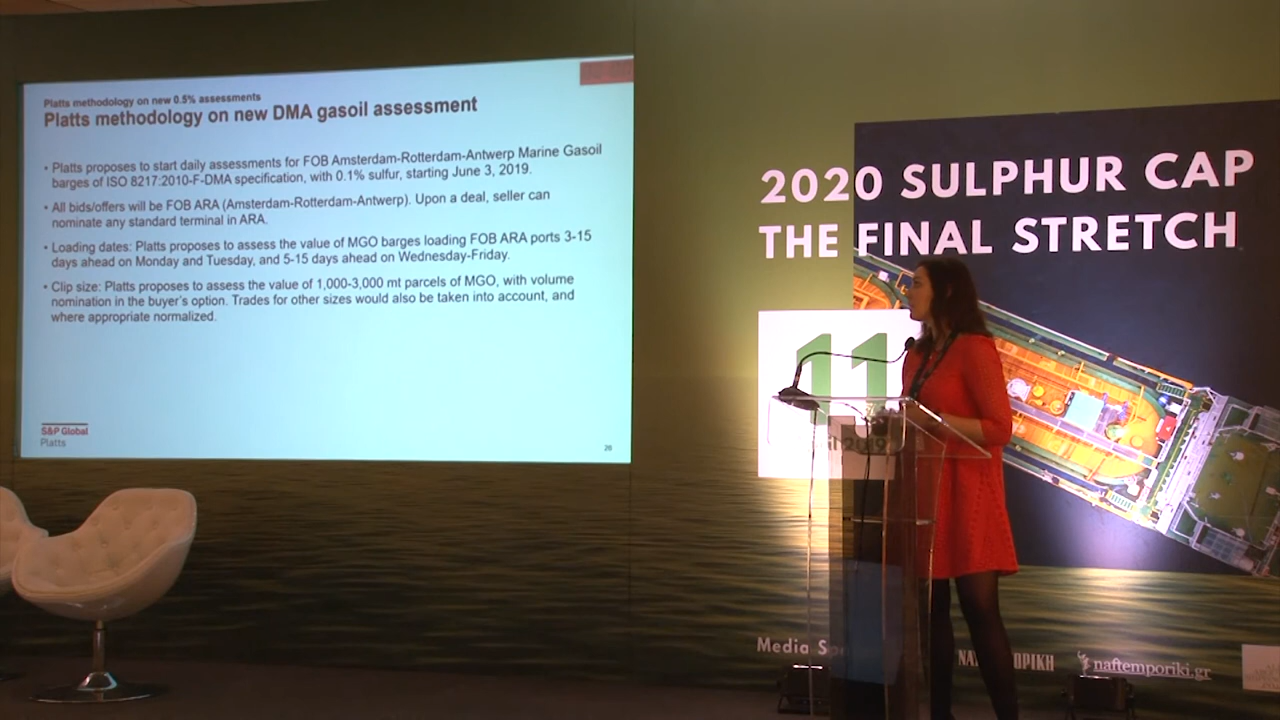 Platts methodology on new 0.5% assessments
Platts methodology on new DMA gasoil assessment
• Platts proposes to start daily assessments for FOB Amsterdam-Rotterdam-Antwerp Marine Gasoil
barges of ISO 8217:2010-F-DMA specification, with 0.1% sulfur, starting June 3, 2019.
• All bids/offers will be FOB ARA (Amsterdam-Rotterdam-Antwerp). Upon a deal, seller can
nominate any standard terminal in ARA.
• Loading dates: Platts proposes to assess the value of MGO barges loading FOB ARA ports 3-15
days ahead on Monday and Tuesday, and 5-15 days ahead on Wednesday-Friday.
• Clip size: Platts proposes to assess the value of 1,000-3,000 mt parcels of MGO, with volume
nomination in the buyer's option. Trades for other sizes would also be taken into account, and
where appropriate normalized.
S&P Global
Platts
26
2020 SULPHUR CAP
THE FINAL STRETCH
11
2019
Media
naftemporiki.gr